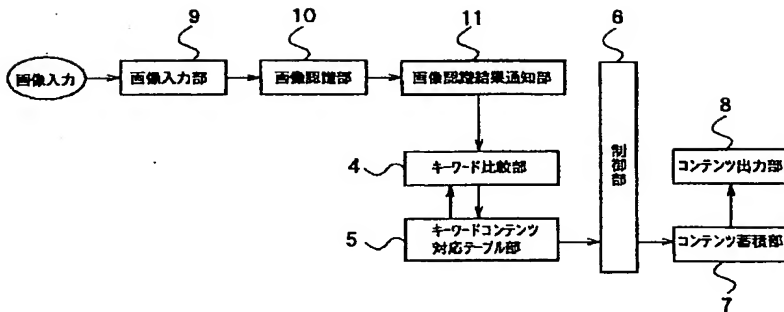 9
10
11
6
画像入力
画像入力部
画像認識部
画像認識結果通知部
8
制御部
4
キーワード比較部
コンテンツ出力部
5
キーワードコンテンツ
対応テーブル部
コンテンツ蓄積部
7